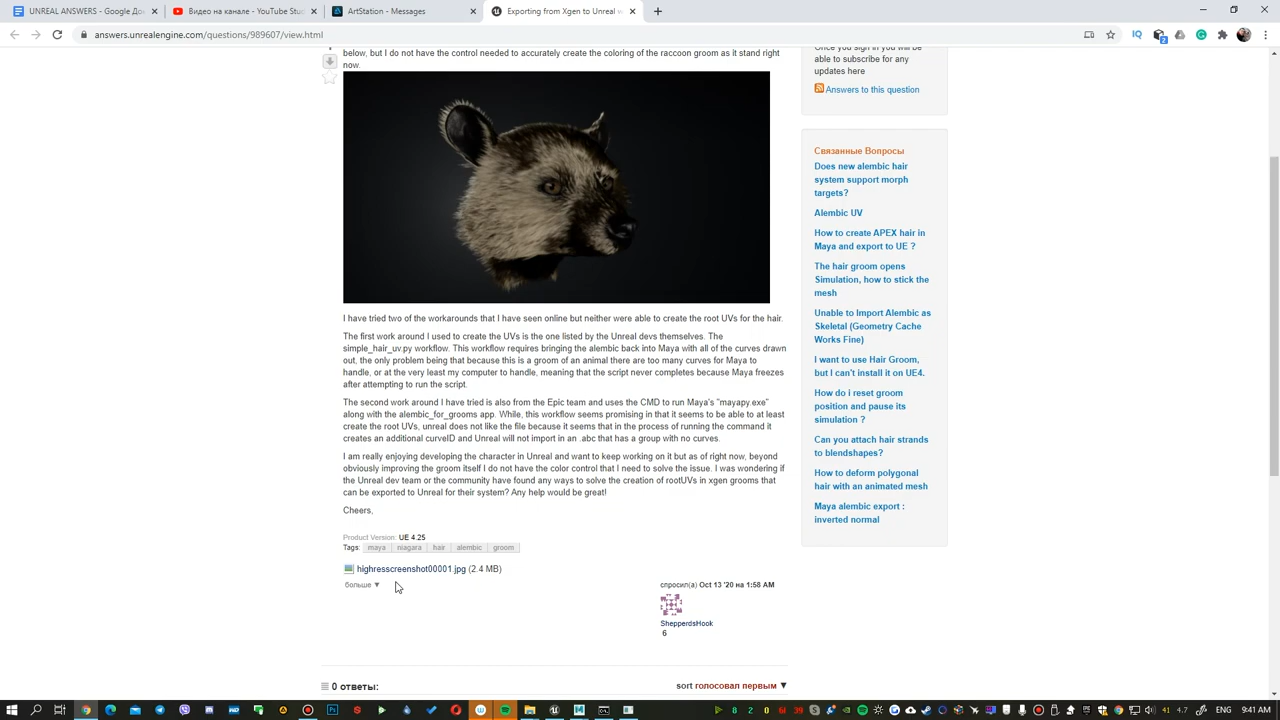 UNREAL ANSWERS - Google До
Видео на канале - YouTube Stu
ArtStation - All Messages
Exporting from Xgen to Unreal w
answers.unrealengine.com/questions/989607/view.html
below, but I do not have the control needed to accurately create the coloring of the raccoon groom as it stand right
now.
I have tried two of the workarounds that I have seen online but neither were able to create the root UVs for the hair.
The first work around I used to create the UVs is the one listed by the Unreal devs themselves. The
simple_hair_uv.py workflow. This workflow requires bringing the alembic back into Maya with all of the curves drawn
out, the only problem being that because this is a groom of an animal there are too many curves for Maya to
handle, or at the very least my computer to handle, meaning that the script never completes because Maya freezes
after attempting to run the script.
The second work around I have tried is also from the Epic team and uses the CMD to run Maya's "mayapy.exe"
along with the alembic_for_grooms app. While, this workflow seems promising in that it seems to be able to at least
create the root UVs, unreal does not like the file because it seems that in the process of running the command it
creates an additional curveID and Unreal will not import in an .abc that has a group with no curves.
I am really enjoying developing the character in Unreal and want to keep working on it but as of right now, beyond
obviously improving the groom itself I do not have the color control that I need to solve the issue. I was wondering if
the Unreal dev team or the community have found any ways to solve the creation of rootUVs in xgen grooms that
can be exported to Unreal for their system? Any help would be great!
Cheers,
Product Version: UE 4.25
Tags: maya niagara hair alembic groom
highresscreenshot00001.jpg (2.4 MB)
больше ▼
спросил(а) Oct 13 '20 на 1:58 AM
ShepperdsHook
6
0 ответы:
sort голосовал первым ▼
Once you sign in you will be
able to subscribe for any
updates here
Answers to this question
Связанные Вопросы
Does new alembic hair
system support morph
targets?
Alembic UV
How to create APEX hair in
Maya and export to UE ?
The hair groom opens
Simulation, how to stick the
mesh
Unable to Import Alembic as
Skeletal (Geometry Cache
Works Fine)
I want to use Hair Groom,
but I can't install it on UE4.
How do i reset groom
position and pause its
simulation ?
Can you attach hair strands
to blendshapes?
How to deform polygonal
hair with an animated mesh
Maya alembic export :
inverted normal
ENG 9:41 AM